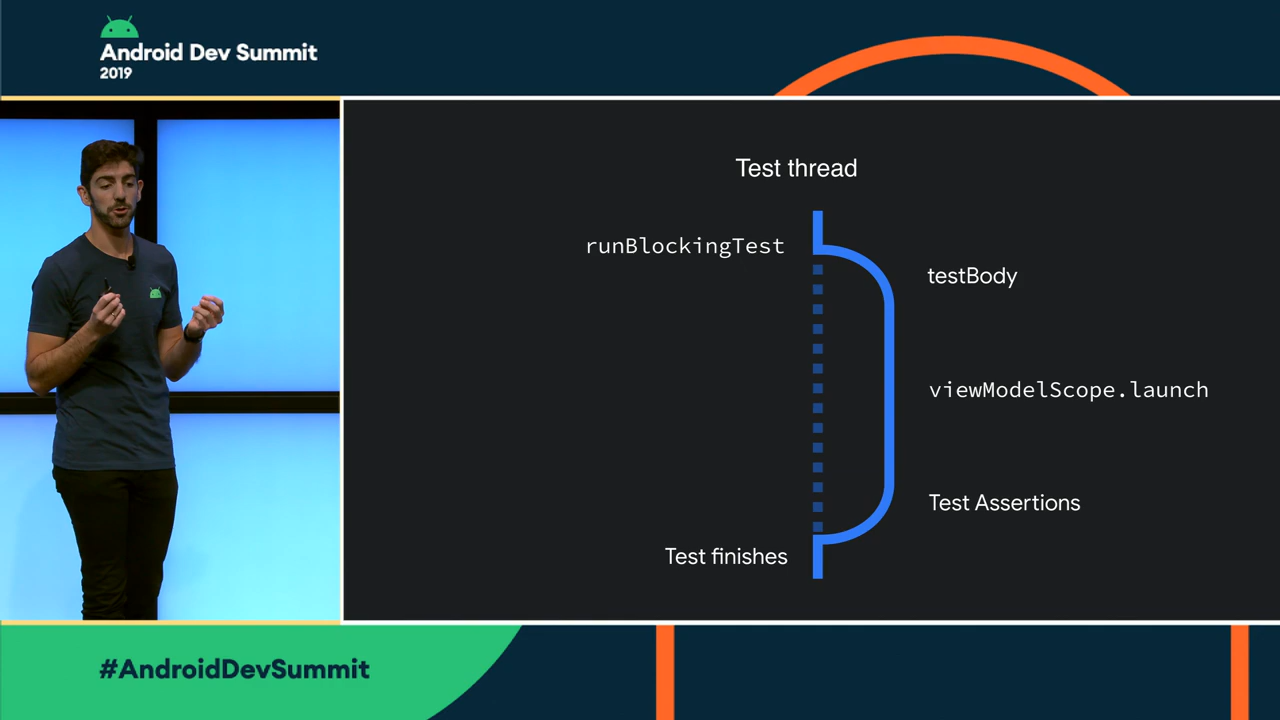 Android Dev Summit
2019
Test thread
runBlockingTest
testBody
viewModelScope.launch
Test Assertions
Test finishes
#AndroidDevSummit